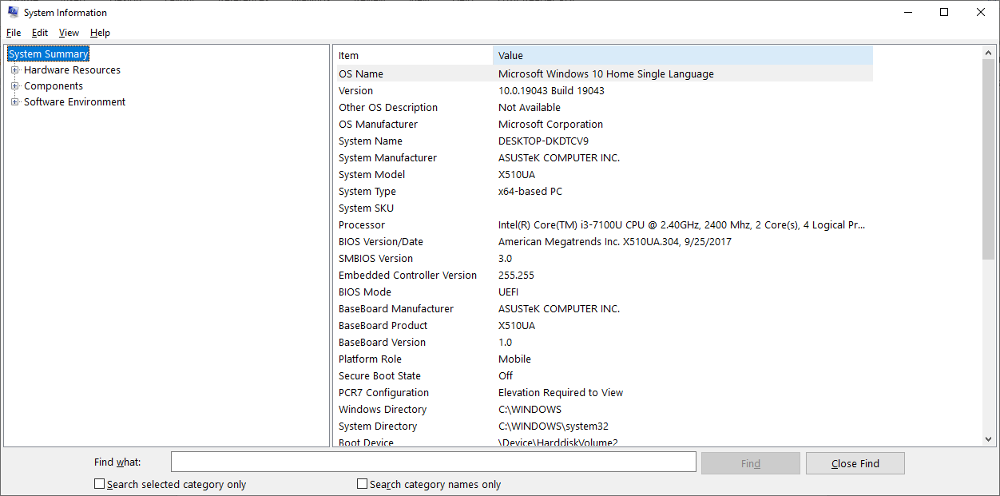 System Information
File Edit View Help
System Summary
Hardware Resources
Components
Software Environment
Item Value
OS Name Microsoft Windows 10 Home Single Language
Version 10.0.19043 Build 19043
Other OS Description Not Available
OS Manufacturer Microsoft Corporation
System Name DESKTOP-DKDTCV9
System Manufacturer ASUSTeK COMPUTER INC.
System Model X510UA
System Type x64-based PC
System SKU
Processor Intel(R) Core(TM) i3-7100U CPU @ 2.40GHz, 2400 Mhz, 2 Core(s), 4 Logical Pr...
BIOS Version/Date American Megatrends Inc. X510UA.304, 9/25/2017
SMBIOS Version 3.0
Embedded Controller Version 255.255
BIOS Mode UEFI
BaseBoard Manufacturer ASUSTeK COMPUTER INC.
BaseBoard Product X510UA
BaseBoard Version 1.0
Platform Role Mobile
Secure Boot State Off
PCR7 Configuration Elevation Required to View
Windows Directory C:\WINDOWS
System Directory C:\WINDOWS\system32
Boot Device \Device\HarddiskVolume2
Find what: Find Close Find
Search selected category only Search category names only